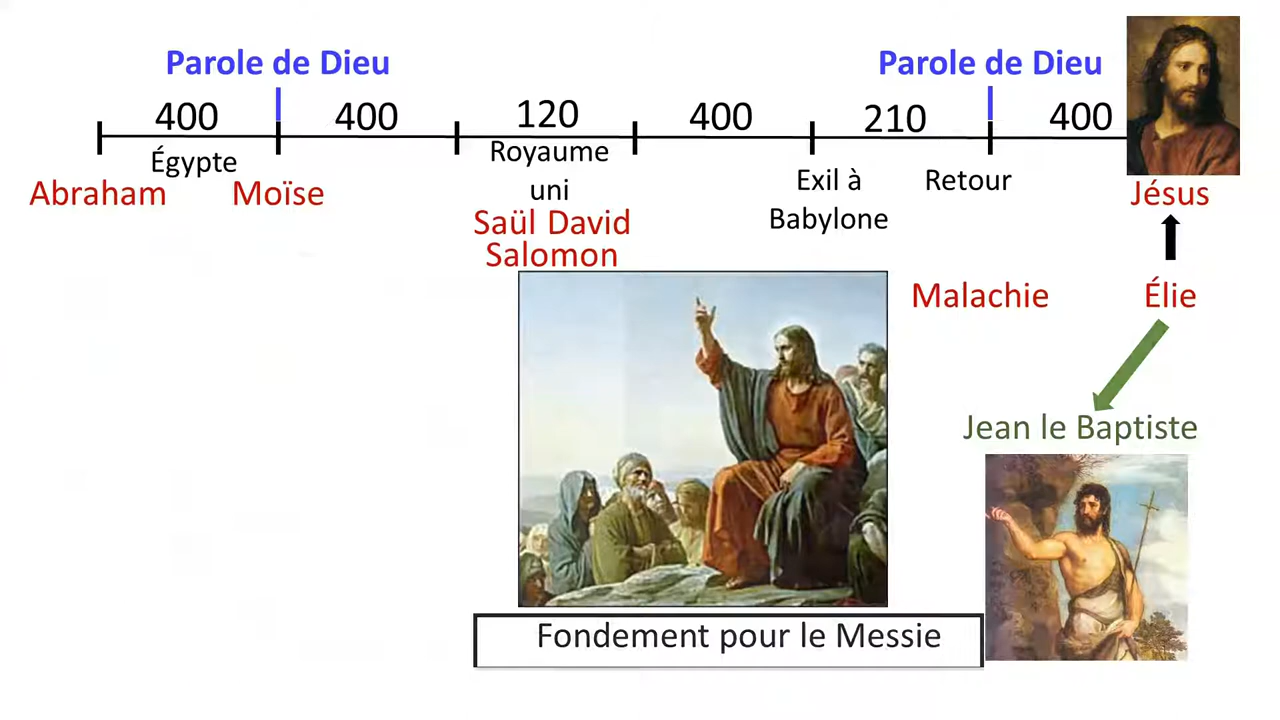 Parole de Dieu
Parole de Dieu
400
400
120
400
210
400
Égypte
Royaume
uni
Exil à
Babylone
Retour
Abraham
Moïse
Saül David
Salomon
Jésus
Malachie
Élie
Jean le Baptiste
Fondement pour le Messie